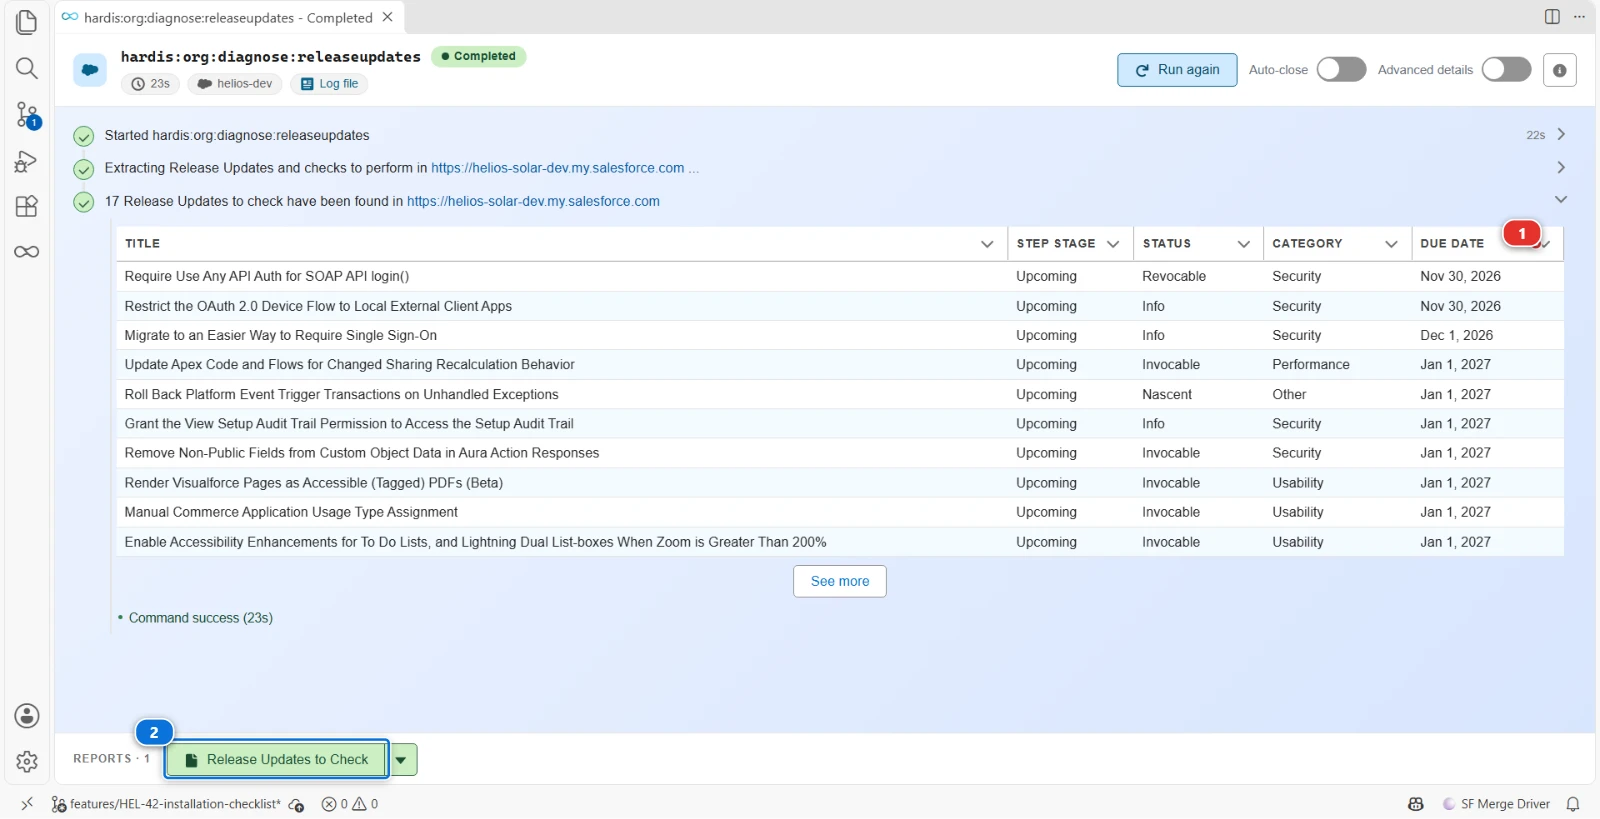 hardis:org:diagnose:releaseupdates - Completed
hardis:org:diagnose:releaseupdates
Completed
Run again
Auto-close
Advanced details
23s
helios-dev
Log file
Started hardis:org:diagnose:releaseupdates
22s
Extracting Release Updates and checks to perform in https://helios-solar-dev.my.salesforce.com ...
17 Release Updates to check have been found in https://helios-solar-dev.my.salesforce.com
1
TITLE STEP STAGE STATUS CATEGORY DUE DATE
Require Use Any API Auth for SOAP API login() Upcoming Revocable Security Nov 30, 2026
Restrict the OAuth 2.0 Device Flow to Local External Client Apps Upcoming Info Security Nov 30, 2026
Migrate to an Easier Way to Require Single Sign-On Upcoming Info Security Dec 1, 2026
Update Apex Code and Flows for Changed Sharing Recalculation Behavior Upcoming Invocable Performance Jan 1, 2027
Roll Back Platform Event Trigger Transactions on Unhandled Exceptions Upcoming Nascent Other Jan 1, 2027
Grant the View Setup Audit Trail Permission to Access the Setup Audit Trail Upcoming Info Security Jan 1, 2027
Remove Non-Public Fields from Custom Object Data in Aura Action Responses Upcoming Invocable Security Jan 1, 2027
Render Visualforce Pages as Accessible (Tagged) PDFs (Beta) Upcoming Invocable Usability Jan 1, 2027
Manual Commerce Application Usage Type Assignment Upcoming Invocable Usability Jan 1, 2027
Enable Accessibility Enhancements for To Do Lists, and Lightning Dual List-boxes When Zoom is Greater Than 200% Upcoming Invocable Usability Jan 1, 2027
See more
• Command success (23s)
2
REPORTS · 1 Release Updates to Check
1
features/HEL-42-installation-checklist* 0 0 SF Merge Driver